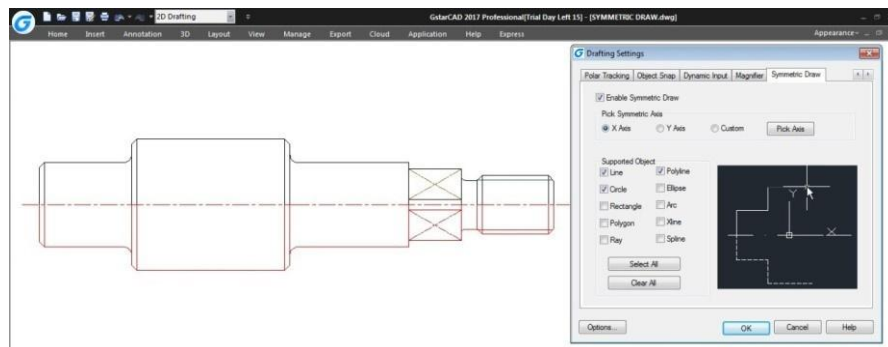 2D Drafting
GstarCAD 2017 Professional[Trial Day Left 15] - [SYMMETRIC DRAW.dwg]
Home Insert Annotation 3D Layout View Manage Export Cloud Application Help Express Appearance
Drafting Settings
Polar Tracking Object Snap Dynamic Input Magnifier Symmetric Draw
Enable Symmetric Draw
Pick Symmetric Axis
X Axis Y Axis Custom Pick Axis
Supported Object
Line Polyline
Circle Ellipse
Rectangle Arc
Polygon Xline
Ray Spline
Select All
Clear All
Y
X
Options... OK Cancel Help